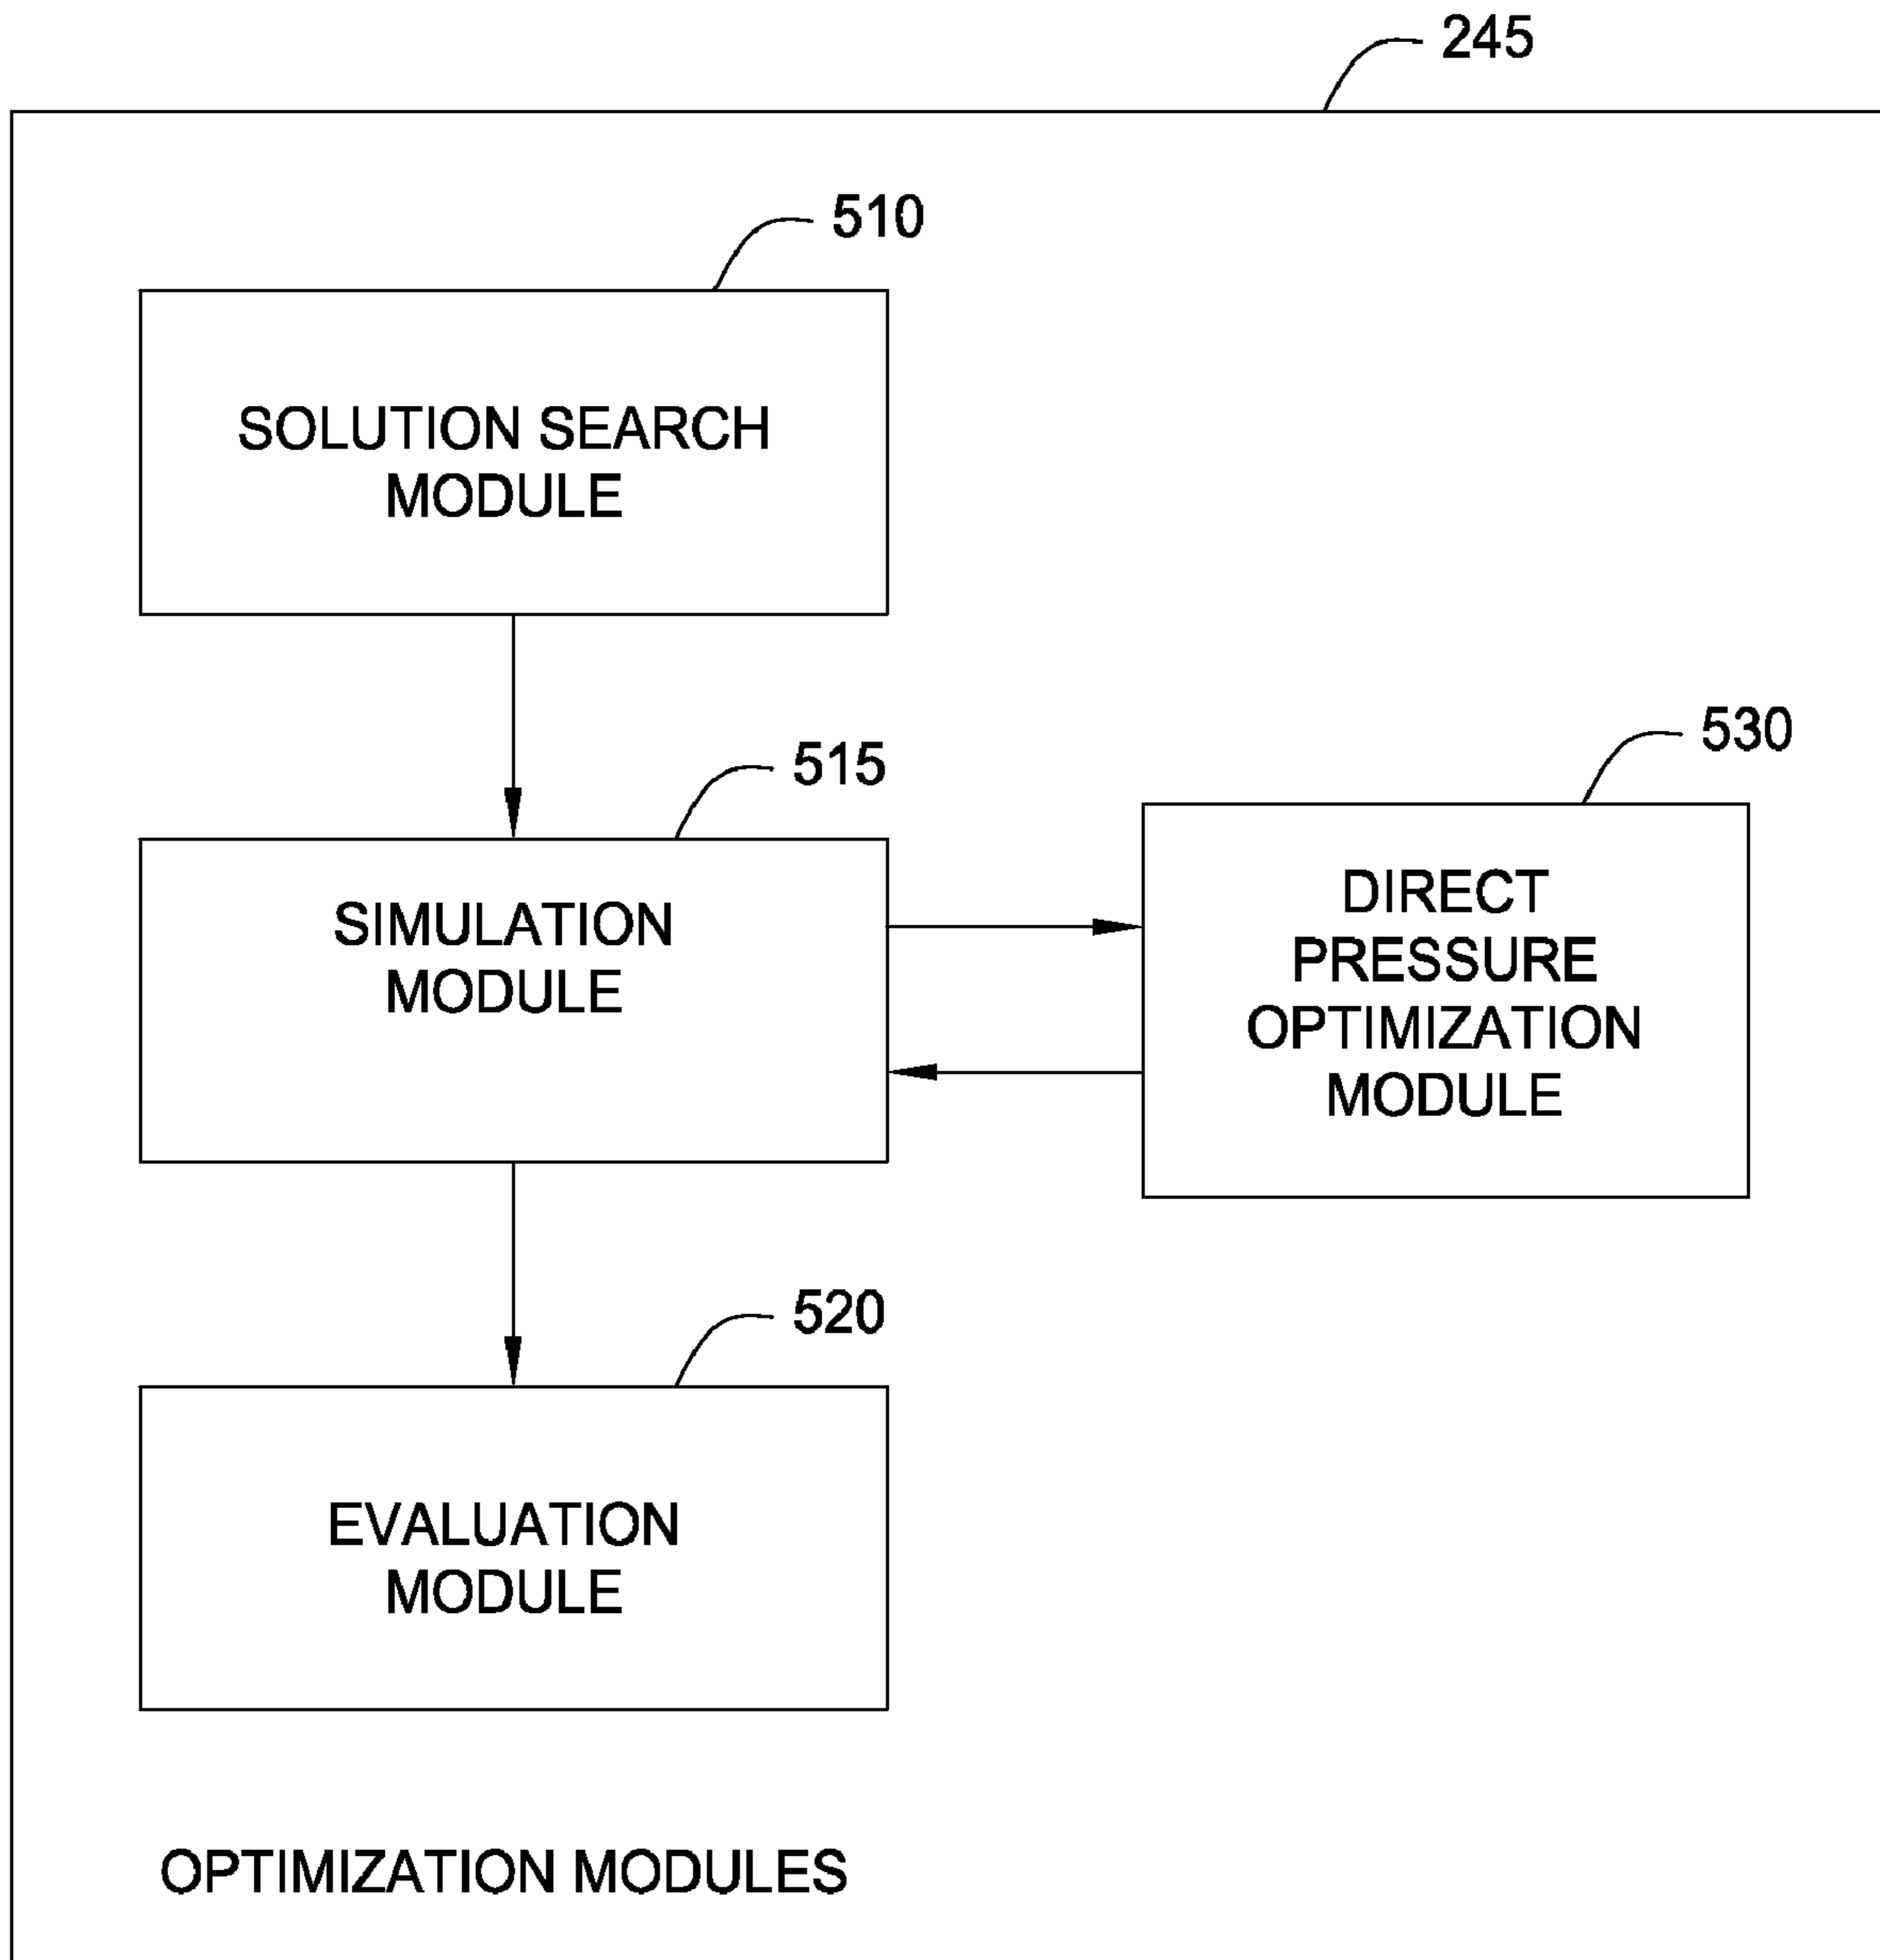 245
510
SOLUTION SEARCH
MODULE
515
SIMULATION
MODULE
530
DIRECT
PRESSURE
OPTIMIZATION
MODULE
520
EVALUATION
MODULE
OPTIMIZATION MODULES